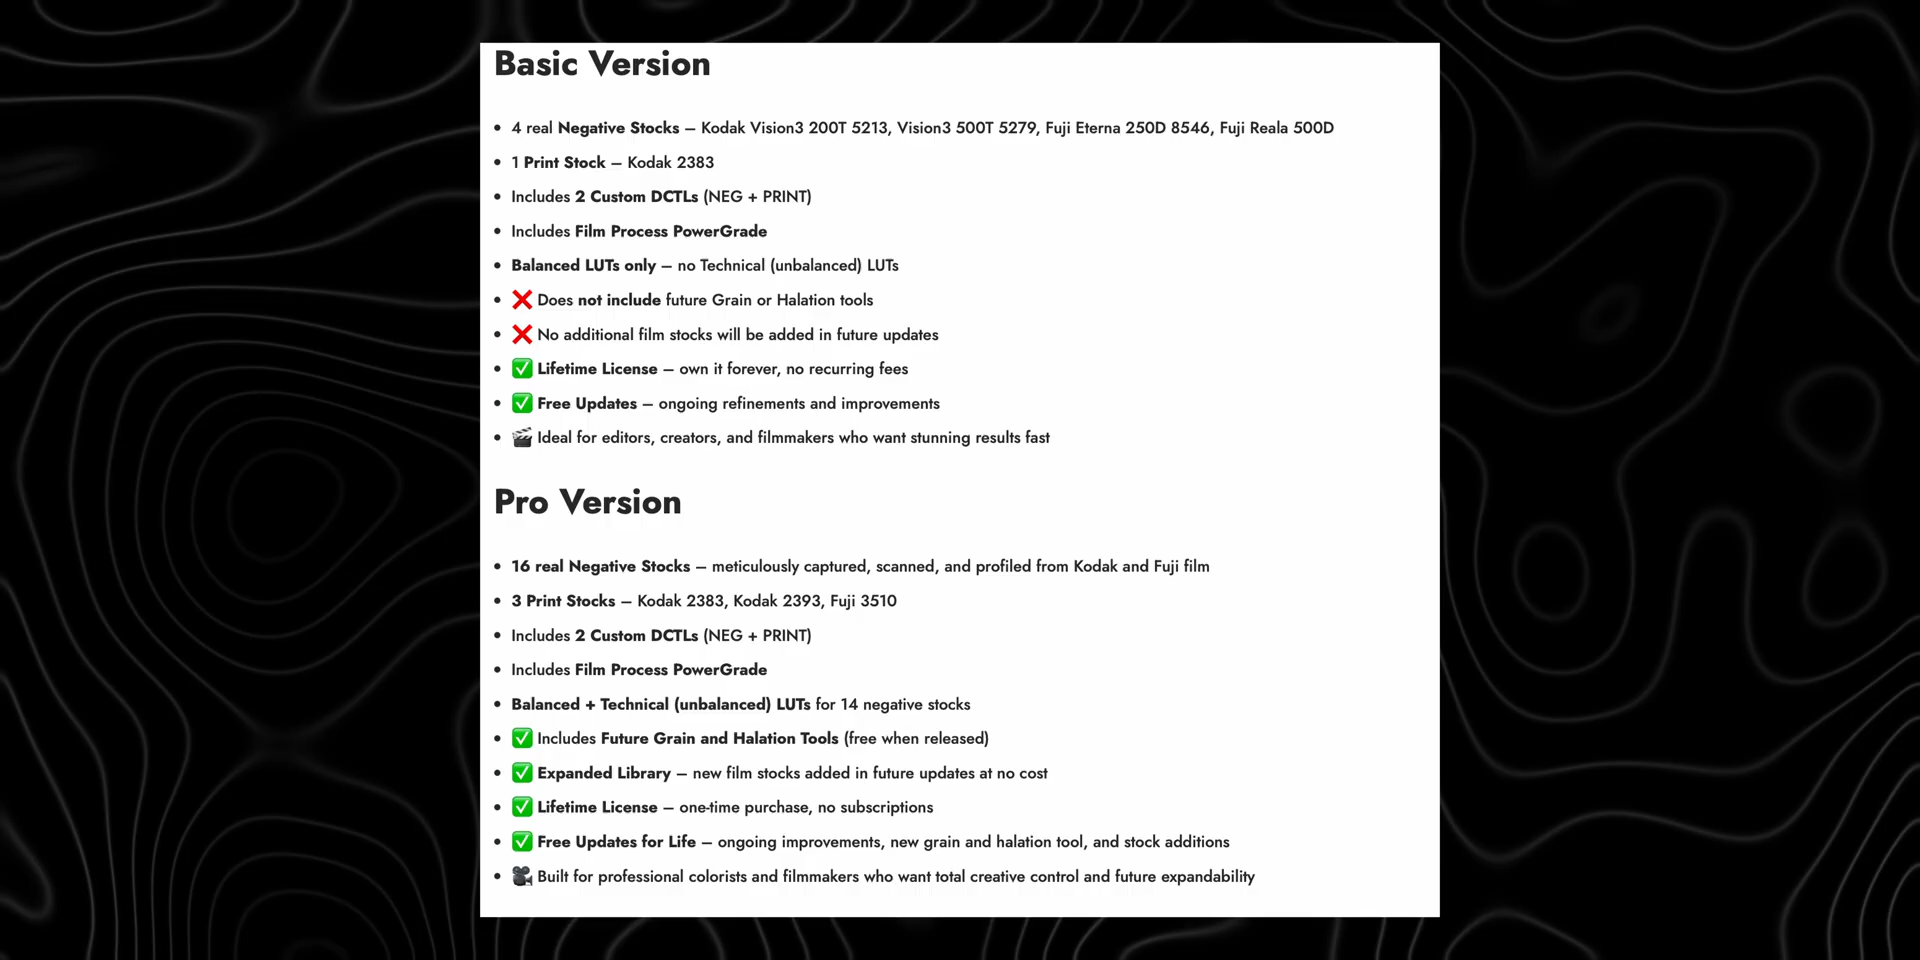 Basic Version
• 4 real Negative Stocks – Kodak Vision3 200T 5213, Vision3 500T 5279, Fuji Eterna 250D 8546, Fuji Reala 500D
• 1 Print Stock – Kodak 2383
• Includes 2 Custom DCTLs (NEG + PRINT)
• Includes Film Process PowerGrade
• Balanced LUTs only – no Technical (unbalanced) LUTs
• ❌ Does not include future Grain or Halation tools
• ❌ No additional film stocks will be added in future updates
• ✅ Lifetime License – own it forever, no recurring fees
• ✅ Free Updates – ongoing refinements and improvements
• 🎬 Ideal for editors, creators, and filmmakers who want stunning results fast
Pro Version
• 16 real Negative Stocks – meticulously captured, scanned, and profiled from Kodak and Fuji film
• 3 Print Stocks – Kodak 2383, Kodak 2393, Fuji 3510
• Includes 2 Custom DCTLs (NEG + PRINT)
• Includes Film Process PowerGrade
• Balanced + Technical (unbalanced) LUTs for 14 negative stocks
• ✅ Includes Future Grain and Halation Tools (free when released)
• ✅ Expanded Library – new film stocks added in future updates at no cost
• ✅ Lifetime License – one-time purchase, no subscriptions
• ✅ Free Updates for Life – ongoing improvements, new grain and halation tool, and stock additions
• 🎥 Built for professional colorists and filmmakers who want total creative control and future expandability